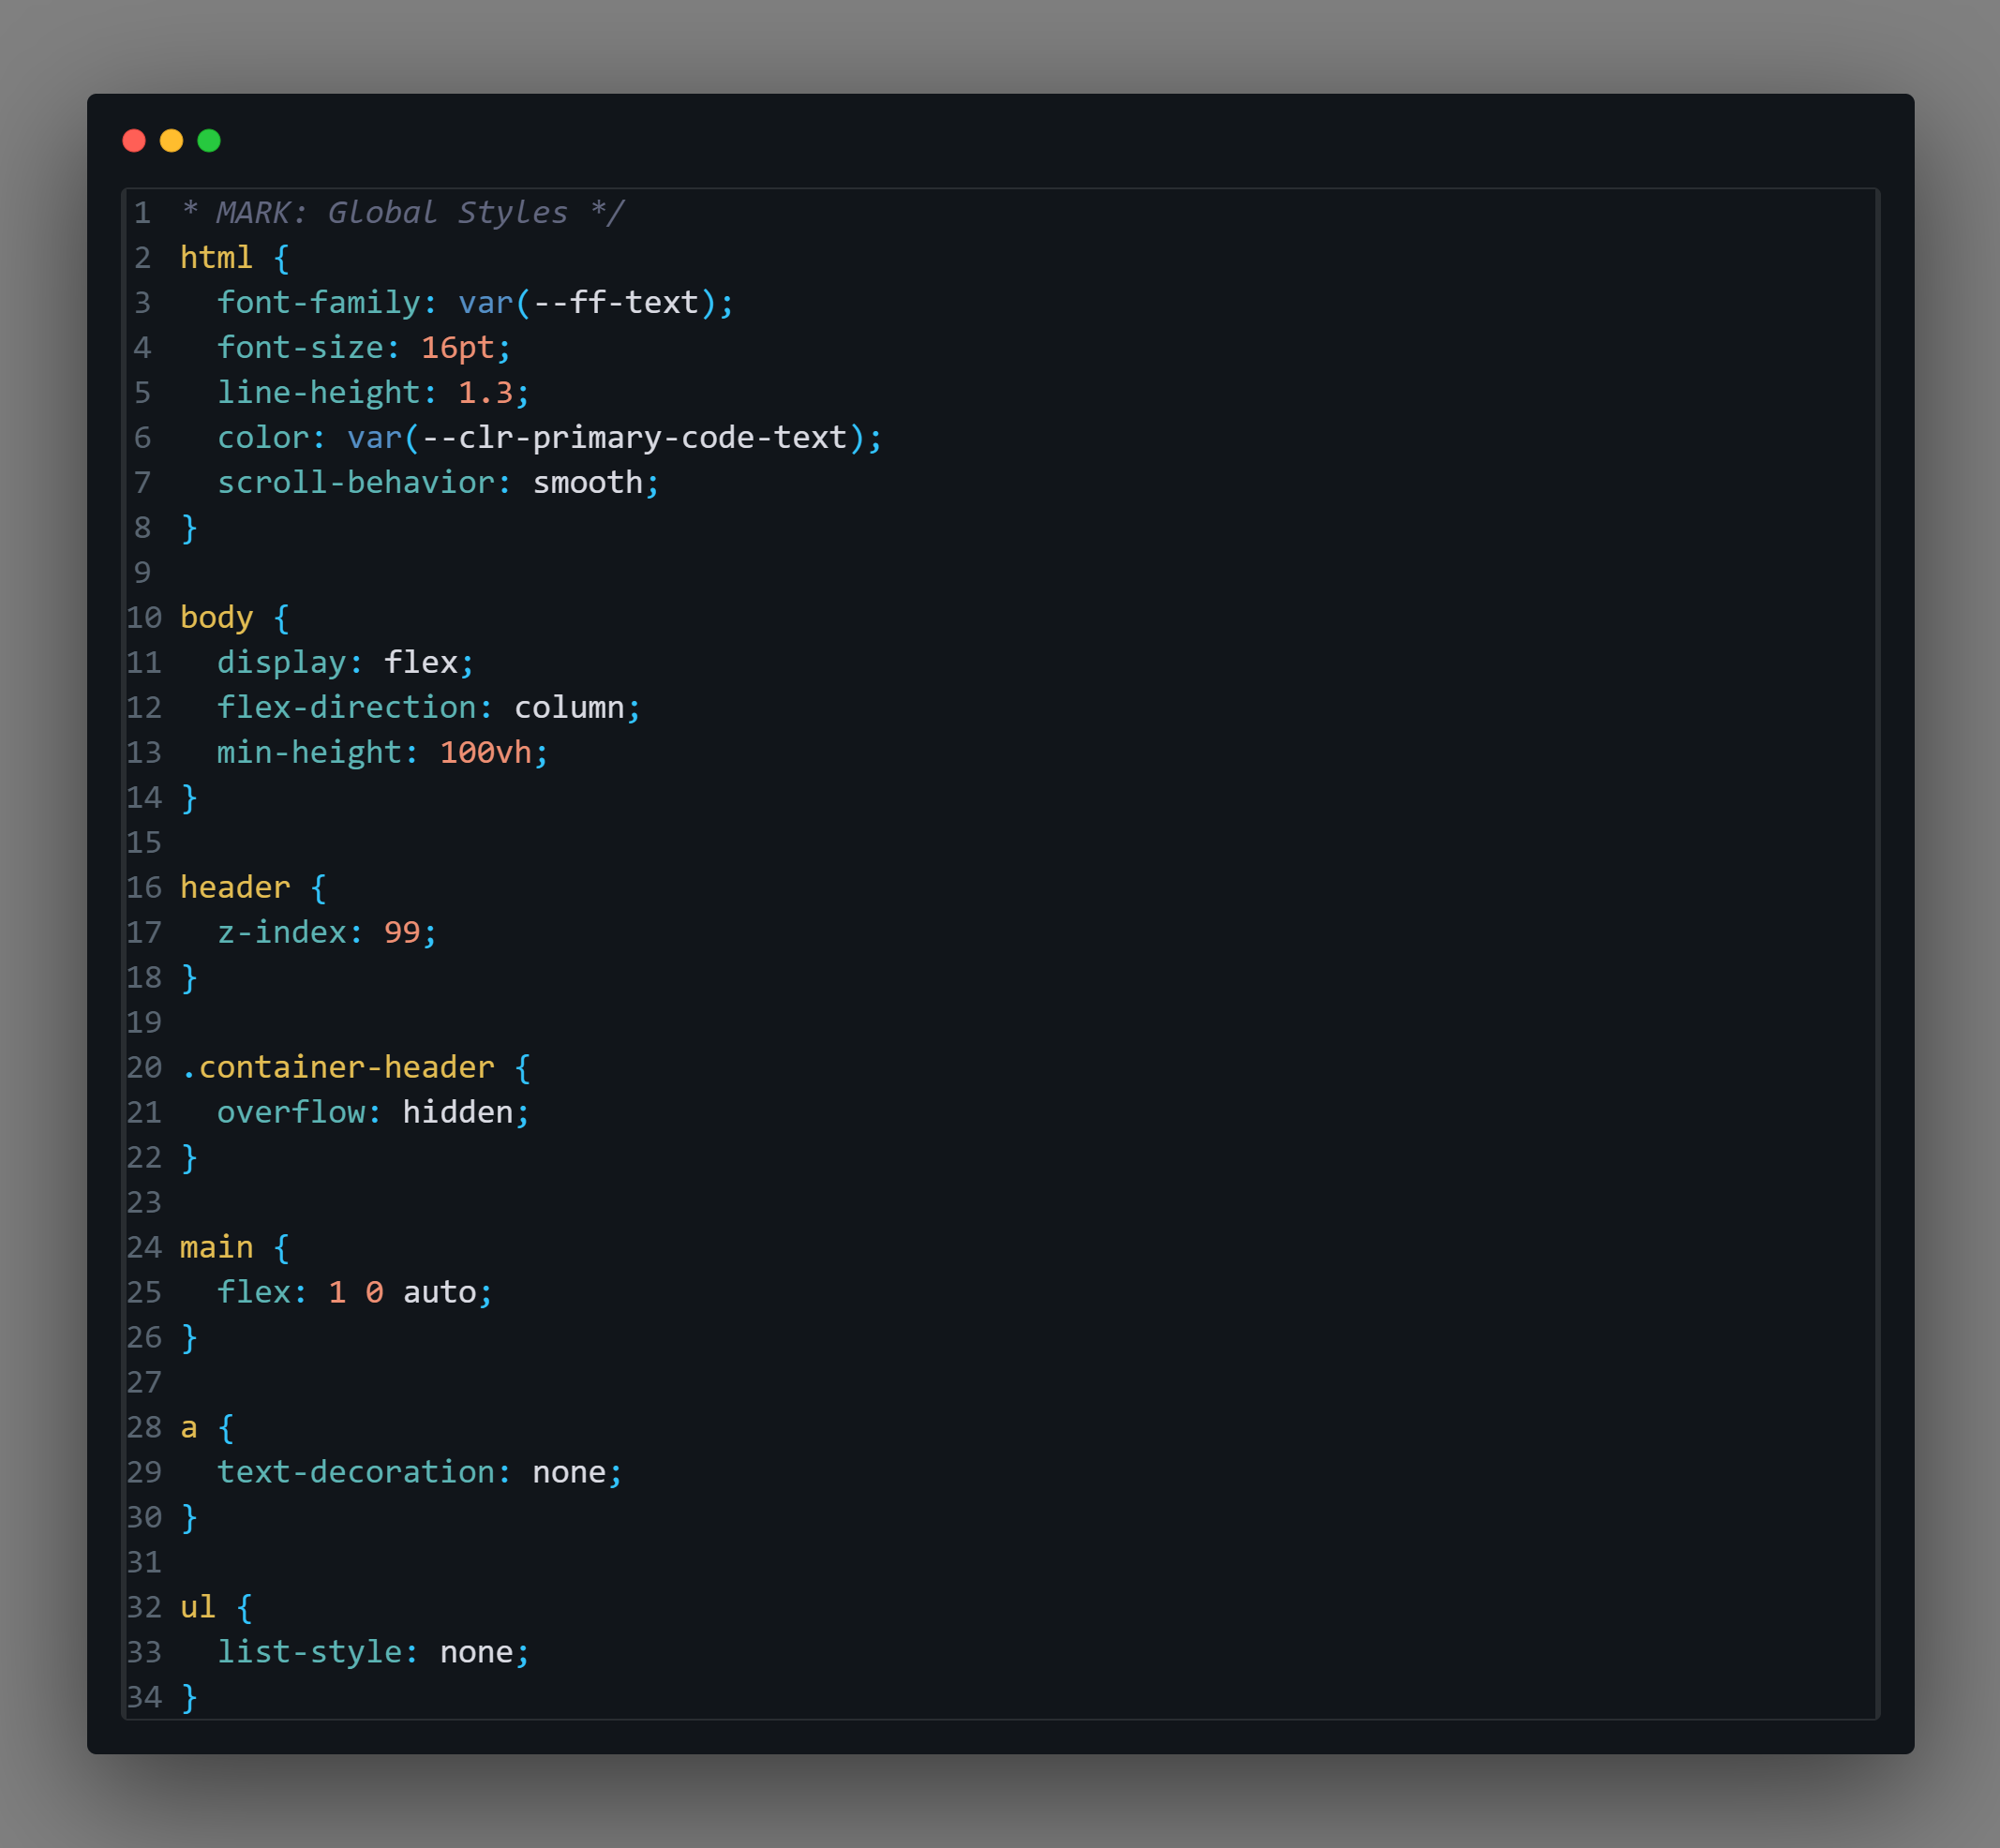 1 * MARK: Global Styles */
2 html {
3   font-family: var(--ff-text);
4   font-size: 16pt;
5   line-height: 1.3;
6   color: var(--clr-primary-code-text);
7   scroll-behavior: smooth;
8 }
9
10 body {
11   display: flex;
12   flex-direction: column;
13   min-height: 100vh;
14 }
15
16 header {
17   z-index: 99;
18 }
19
20 .container-header {
21   overflow: hidden;
22 }
23
24 main {
25   flex: 1 0 auto;
26 }
27
28 a {
29   text-decoration: none;
30 }
31
32 ul {
33   list-style: none;
34 }